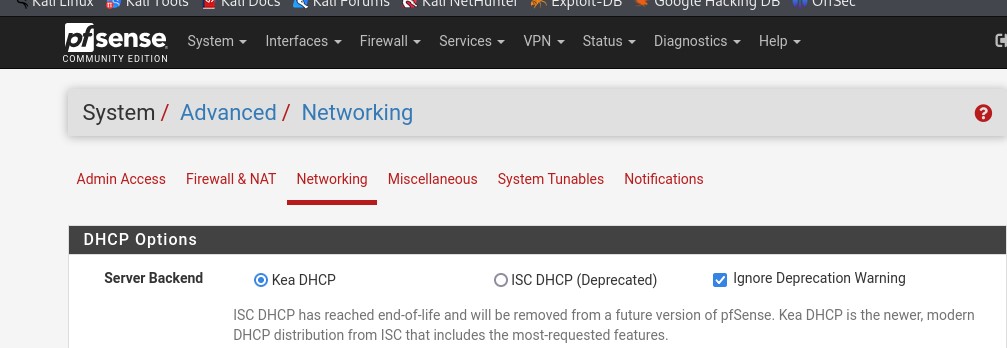 Kali Linux Kali Tools Kali Docs Kali Forums Kali NetHunter Exploit-DB Google Hacking DB OffSec
pfsense
COMMUNITY EDITION
System Interfaces Firewall Services VPN Status Diagnostics Help
System / Advanced / Networking
Admin Access Firewall & NAT Networking Miscellaneous System Tunables Notifications
DHCP Options
Server Backend Kea DHCP ISC DHCP (Deprecated) Ignore Deprecation Warning
ISC DHCP has reached end-of-life and will be removed from a future version of pfSense. Kea DHCP is the newer, modern
DHCP distribution from ISC that includes the most-requested features.